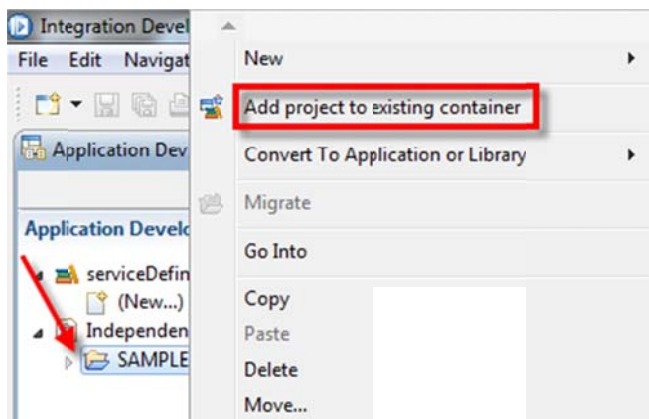 Integration Devel
File Edit Navigat
Application Dev
Application Develo
serviceDefin
(New...)
Independen
SAMPLE
New
Add project to existing container
Convert To Application or Library
Migrate
Go Into
Copy
Paste
Delete
Move...